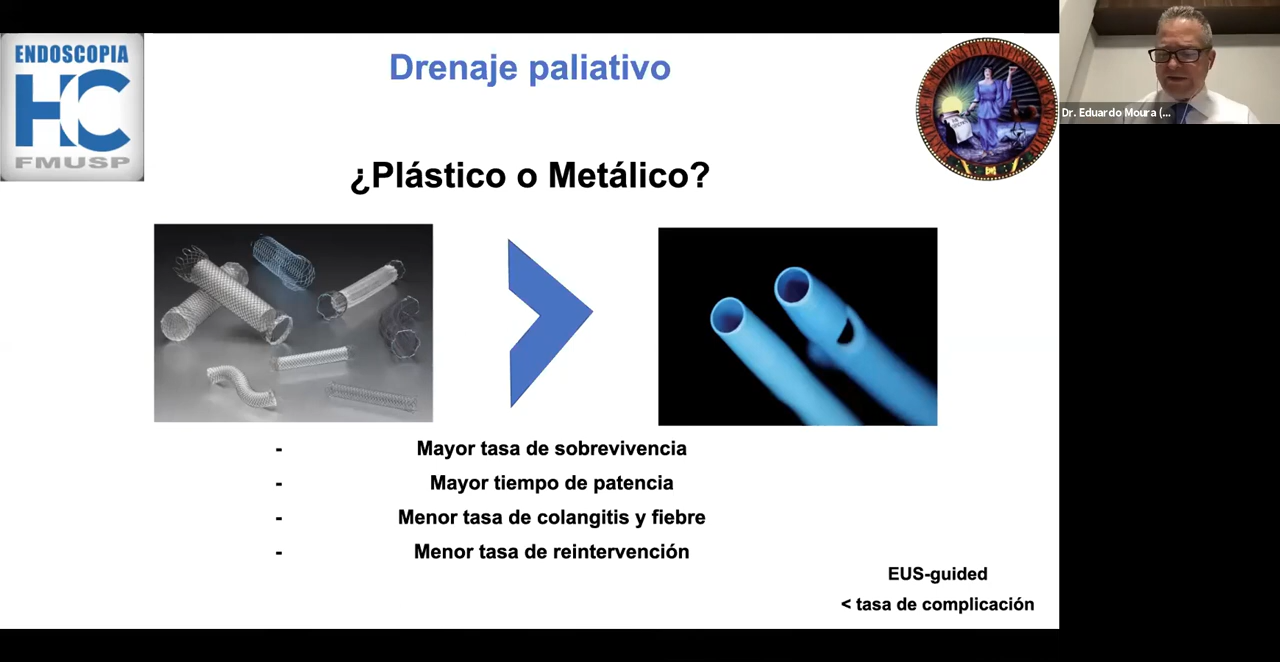 ENDOSCOPIA
HC
FMUSP
Drenaje paliativo
Dr. Eduardo Moura (...
¿Plástico o Metálico?
- Mayor tasa de sobrevivencia
- Mayor tiempo de patencia
- Menor tasa de colangitis y fiebre
- Menor tasa de reintervención
EUS-guided
< tasa de complicación